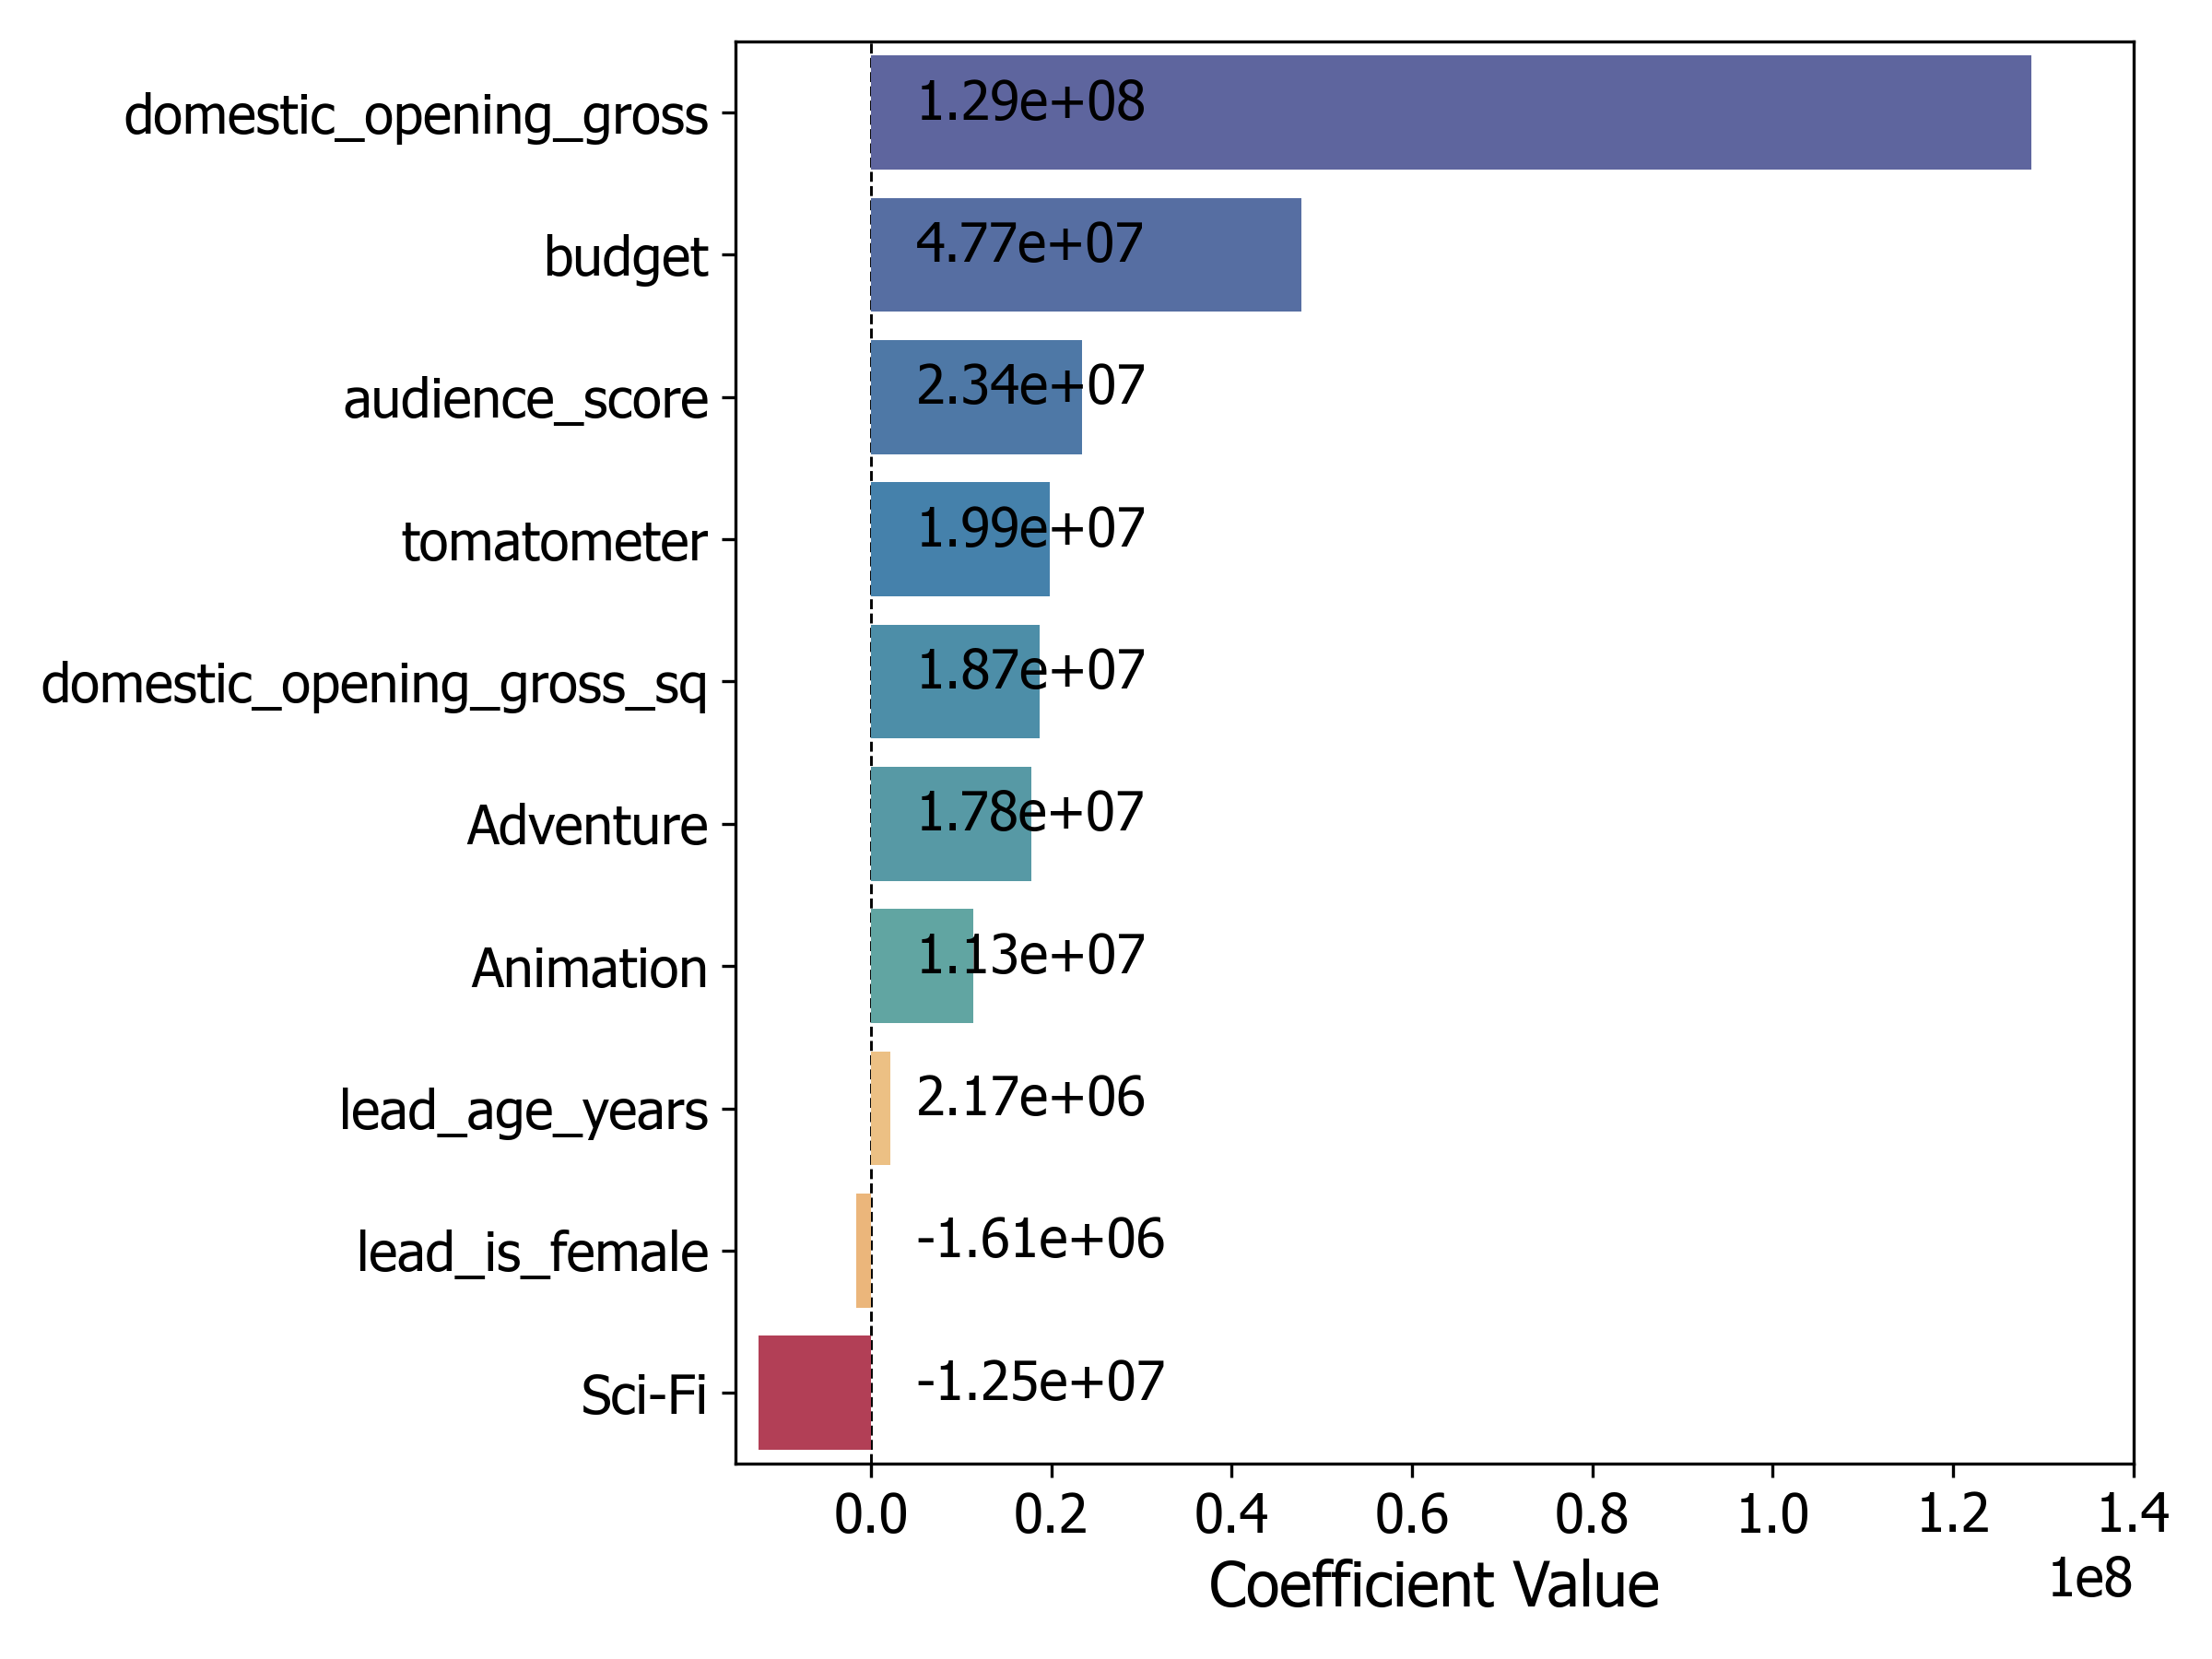 domestic_opening_gross 1.29e+08
budget 4.77e+07
audience_score 2.34e+07
tomatometer 1.99e+07
domestic_opening_gross_sq 1.87e+07
Adventure 1.78e+07
Animation 1.13e+07
lead_age_years 2.17e+06
lead_is_female -1.61e+06
Sci-Fi -1.25e+07
0.0 0.2 0.4 0.6 0.8 1.0 1.2 1.4
Coefficient Value
1e8